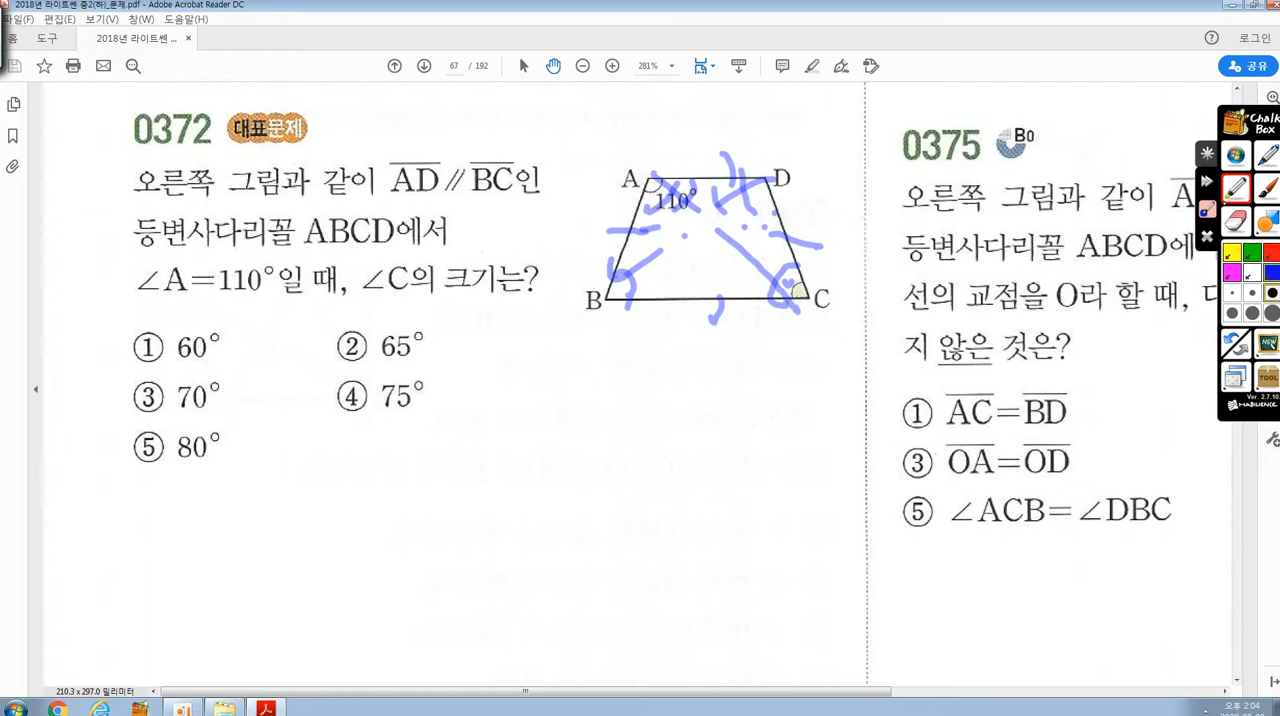 2018년 라이트쎈 중2(하)_문제.pdf - Adobe Acrobat Reader DC
파일(F) 편집(E) 보기(V) 창(W) 도움말(H)
홈 도구 2018년 라이트쎈 ... × 로그인
67 / 192 281% 공유
0372 대표문제
오른쪽 그림과 같이 AD // BC인
등변사다리꼴 ABCD에서
∠A=110°일 때, ∠C의 크기는?
① 60° ② 65°
③ 70° ④ 75°
⑤ 80°
A D
110°
B C
0375
오른쪽 그림과 같이 A
등변사다리꼴 ABCD에
선의 교점을 O라 할 때, 다
지 않은 것은?
① AC=BD
③ OA=OD
⑤ ∠ACB=∠DBC
Chalk
Box
NEW
TOOL
Ver. 2.7.10
210.3 x 297.0 밀리미터
오후 2:04